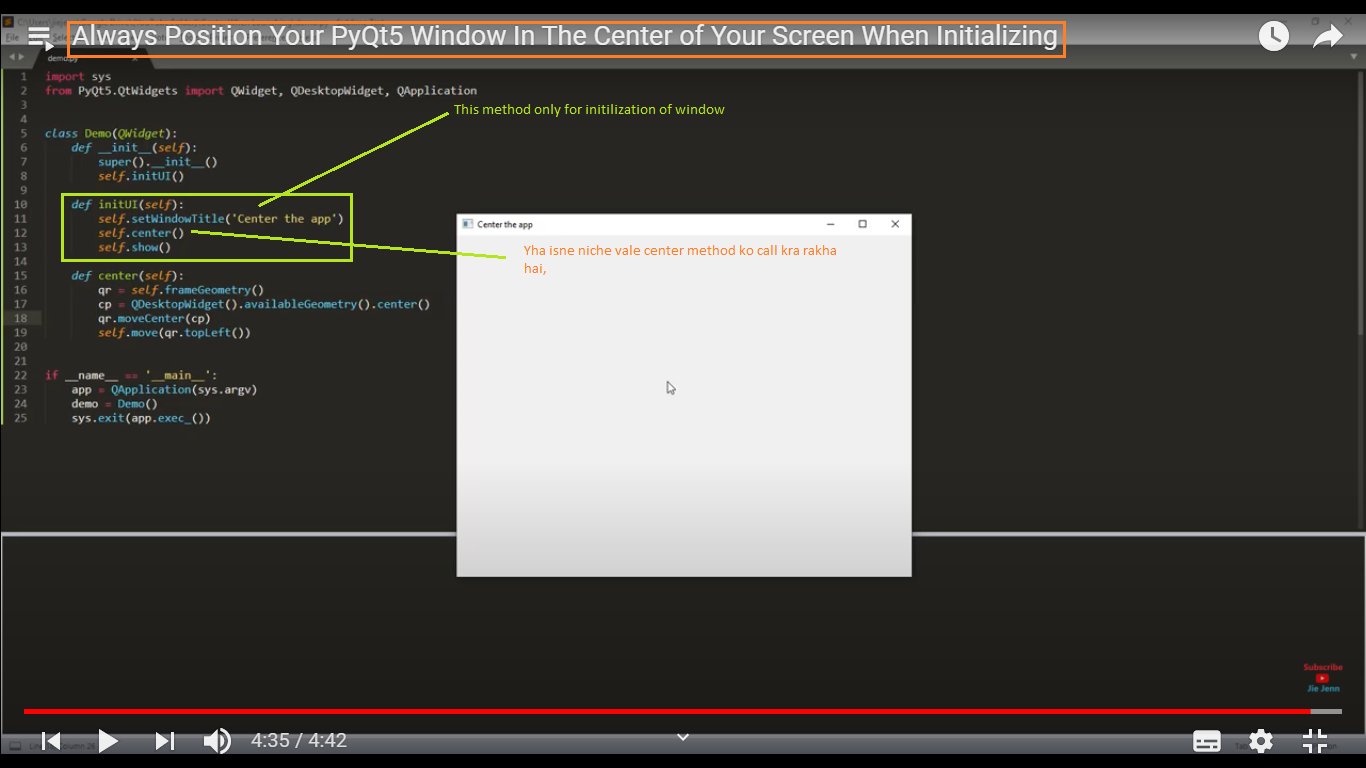 Always Position Your PyQt5 Window In The Center of Your Screen When Initializing
demo.py
1 import sys
2 from PyQt5.QtWidgets import QWidget, QDesktopWidget, QApplication
3
This method only for initilization of window
4
5 class Demo(QWidget):
6 def __init__(self):
7 super().__init__()
8 self.initUI()
9
10 def initUI(self):
11 self.setWindowTitle('Center the app')
12 self.center()
13 self.show()
14
15 def center(self):
16 qr = self.frameGeometry()
17 cp = QDesktopWidget().availableGeometry().center()
18 qr.moveCenter(cp)
19 self.move(qr.topLeft())
20
21
22 if __name__ == '__main__':
23 app = QApplication(sys.argv)
24 demo = Demo()
25 sys.exit(app.exec_())
Center the app
Yha isne niche vale center method ko call kra rakha
hai,
Subscribe
Jie Jenn
4:35 / 4:42